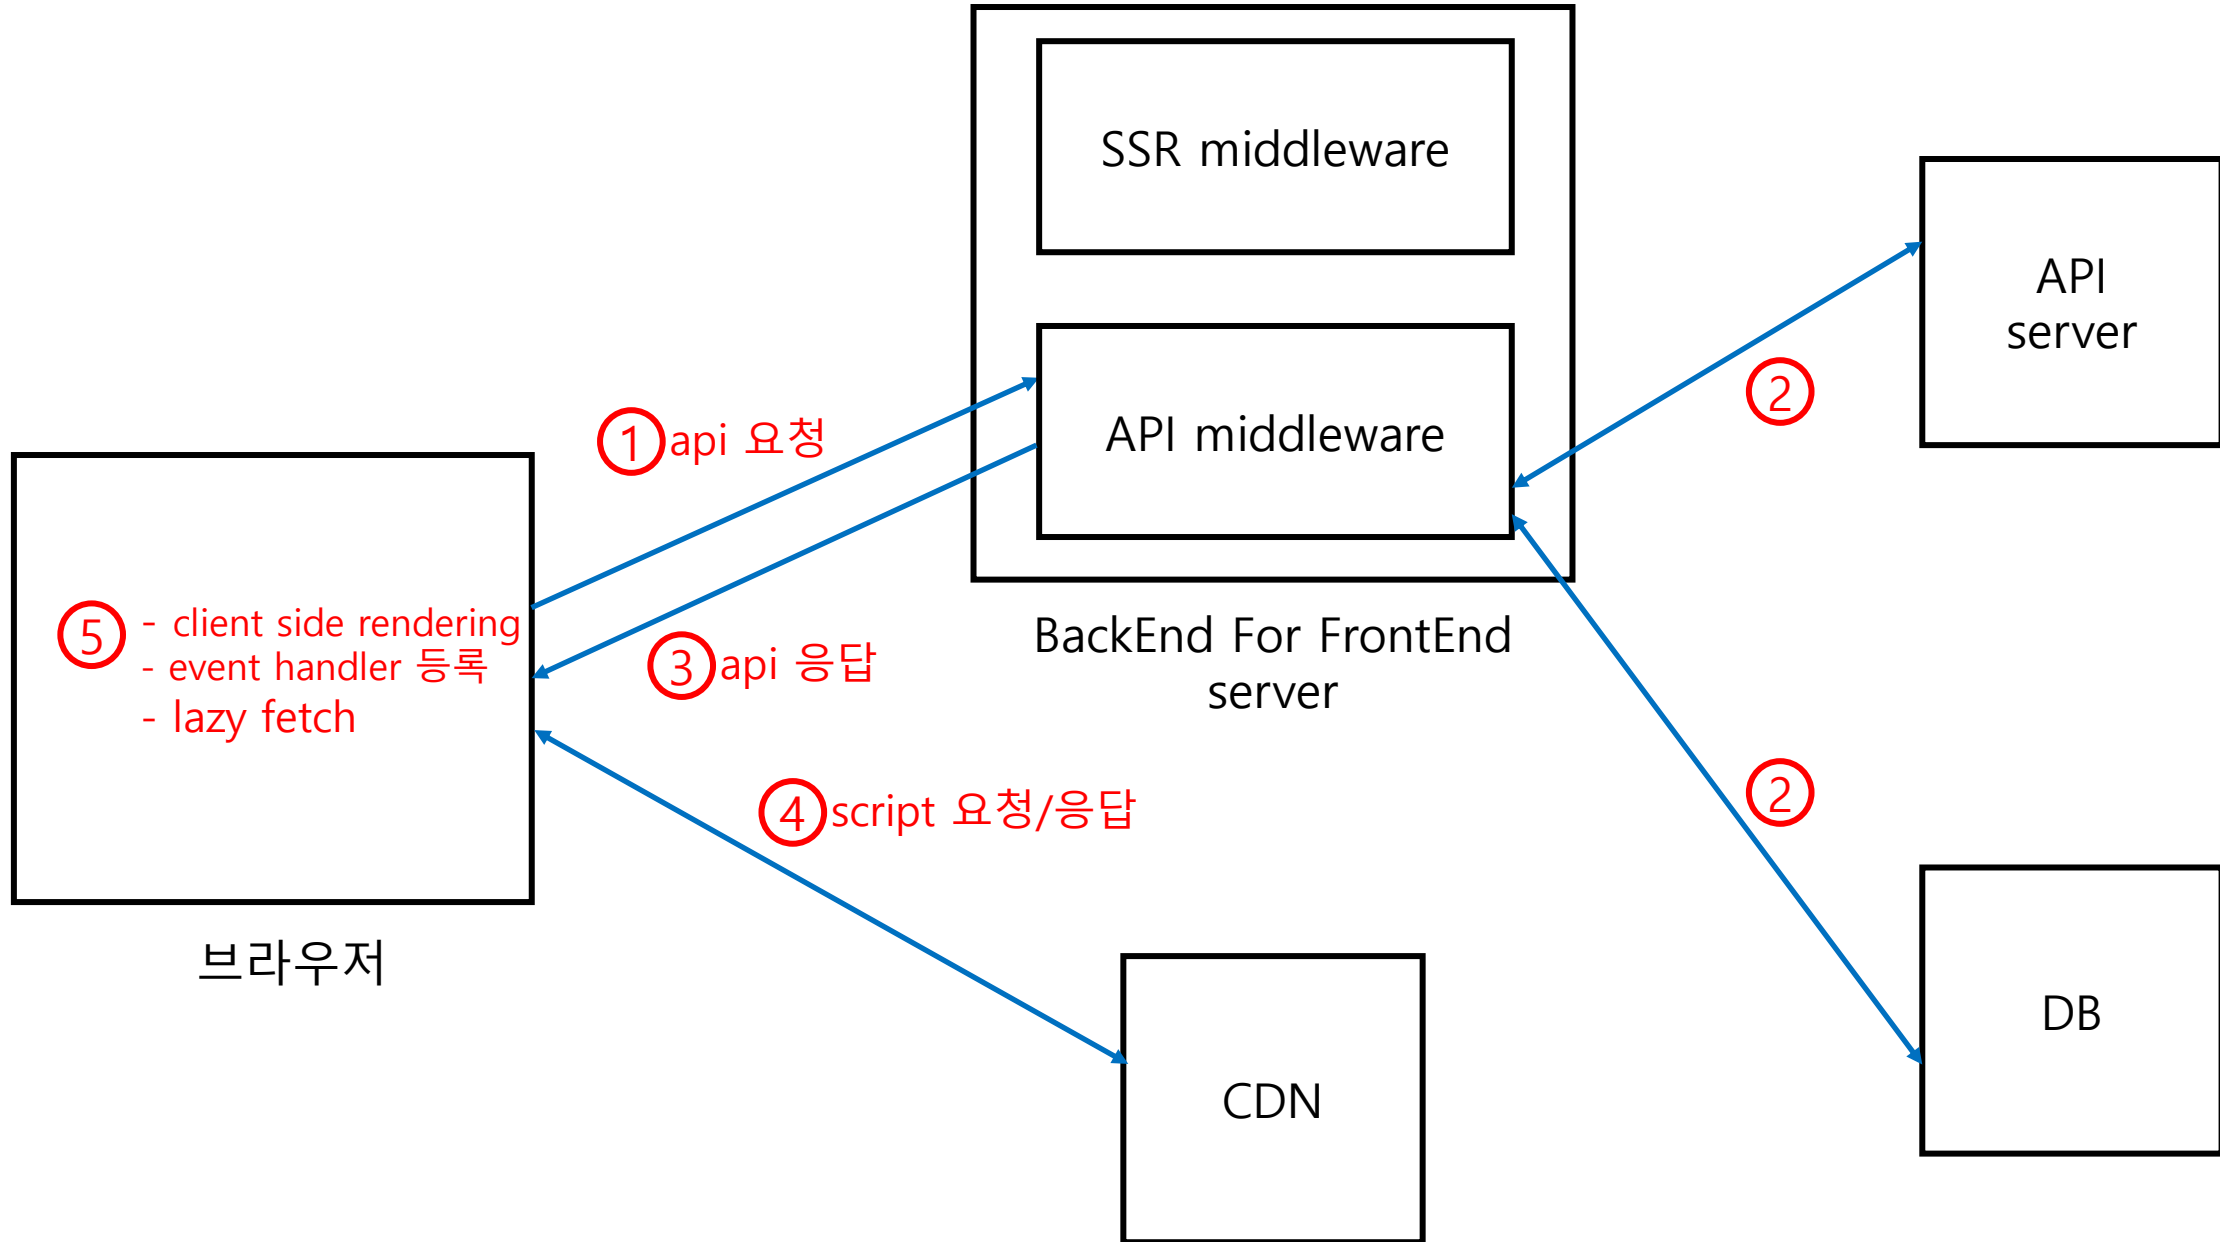 SSR middleware
API
server
API middleware
② 
① api 요청
⑤ - client side rendering
- event handler 등록
- lazy fetch
③ api 응답
BackEnd For FrontEnd
server
④ script 요청/응답
②
브라우저
DB
CDN